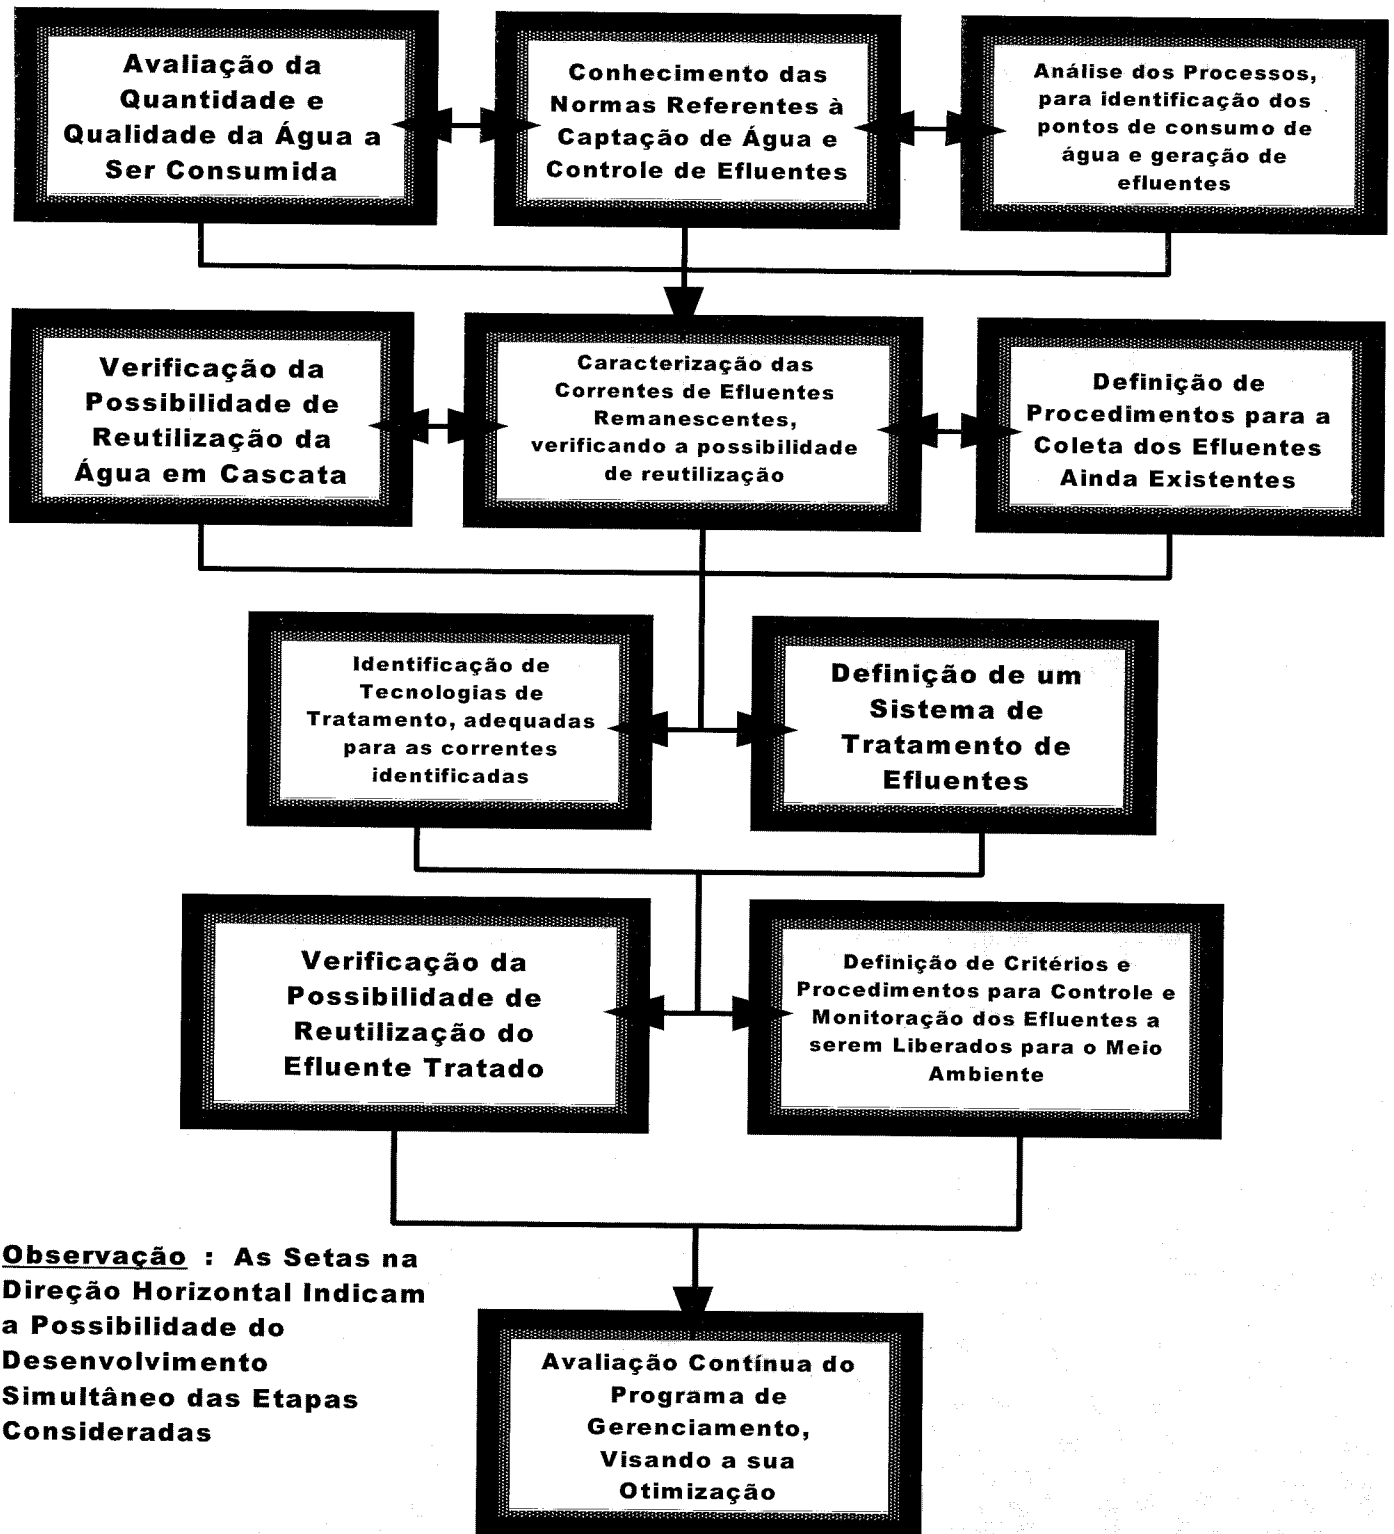 Avaliação da
Quantidade e
Qualidade da Água a
Ser Consumida
Conhecimento das
Normas Referentes à
Captação de Água e
Controle de Efluentes
Análise dos Processos,
para identificação dos
pontos de consumo de
água e geração de
efluentes
Verificação da
Possibilidade de
Reutilização da
Água em Cascata
Caracterização das
Correntes de Efluentes
Remanescentes,
verificando a possibilidade
de reutilização
Definição de
Procedimentos para a
Coleta dos Efluentes
Ainda Existentes
Identificação de
Tecnologias de
Tratamento, adequadas
para as correntes
identificadas
Definição de um
Sistema de
Tratamento de
Efluentes
Verificação da
Possibilidade de
Reutilização do
Efluente Tratado
Definição de Critérios e
Procedimentos para Controle e
Monitoração dos Efluentes a
serem Liberados para o Meio
Ambiente
Observação : As Setas na
Direção Horizontal Indicam
a Possibilidade do
Desenvolvimento
Simultâneo das Etapas
Consideradas
Avaliação Contínua do
Programa de
Gerenciamento,
Visando a sua
Otimização